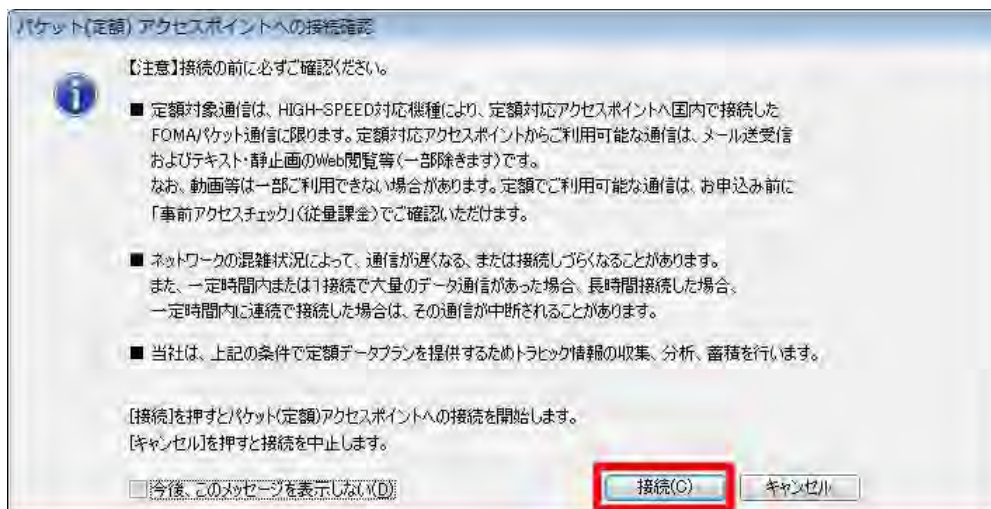 パケット(定額) アクセスポイントへの接続確認
【注意】接続の前に必ずご確認ください。
■ 定額対象通信は、HIGH-SPEED対応機種により、定額対応アクセスポイントへ国内で接続した
FOMAパケット通信に限ります。定額対応アクセスポイントからご利用可能な通信は、メール送受信
およびテキスト・静止画のWeb閲覧等(一部除きます)です。
なお、動画等は一部ご利用できない場合があります。定額でご利用可能な通信は、お申込み前に
「事前アクセスチェック」(従量課金)でご確認いただけます。
■ ネットワークの混雑状況によって、通信が遅くなる、または接続しづらくなることがあります。
また、一定時間内または1接続で大量のデータ通信があった場合、長時間接続した場合、
一定時間内に連続で接続した場合は、その通信が中断されることがあります。
■ 当社は、上記の条件で定額データプランを提供するためトラヒック情報の収集、分析、蓄積を行います。
[接続]を押すとパケット(定額)アクセスポイントへの接続を開始します。
[キャンセル]を押すと接続を中止します。
今後、このメッセージを表示しない(D)
接続(C)
キャンセル